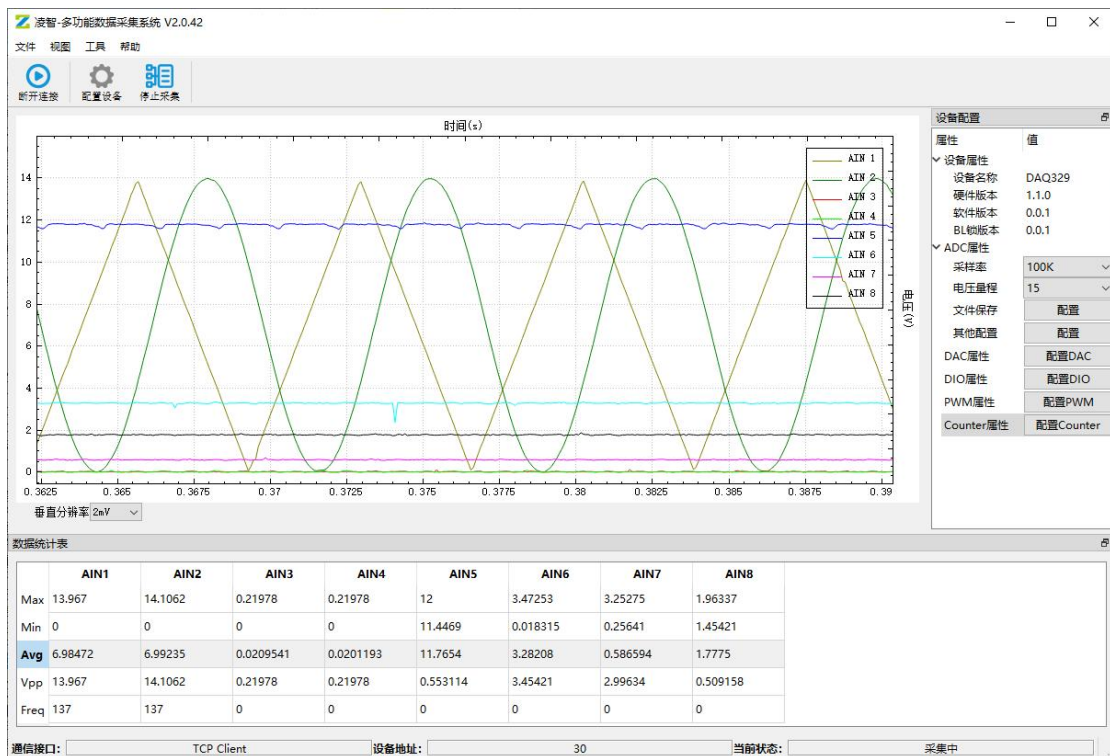 凌智-多功能数据采集系统 V2.0.42
文件 视图 工具 帮助
断开连接 配置设备 停止采集
时间(s)
14
12
10
8
6
4
2
0
0.3625 0.365 0.3675 0.37 0.3725 0.375 0.3775 0.38 0.3825 0.385 0.3875 0.39
电压(V)
AIN 1
AIN 2
AIN 3
AIN 4
AIN 5
AIN 6
AIN 7
AIN 8
垂直分辨率 2mV
设备配置
属性 值
设备属性
设备名称 DAQ329
硬件版本 1.1.0
软件版本 0.0.1
BL锁版本 0.0.1
ADC属性
采样率 100K
电压量程 15
文件保存 配置
其他配置 配置
DAC属性 配置DAC
DIO属性 配置DIO
PWM属性 配置PWM
Counter属性 配置Counter
数据统计表
AIN1 AIN2 AIN3 AIN4 AIN5 AIN6 AIN7 AIN8
Max 13.967 14.1062 0.21978 0.21978 12 3.47253 3.25275 1.96337
Min 0 0 0 0 11.4469 0.018315 0.25641 1.45421
Avg 6.98472 6.99235 0.0209541 0.0201193 11.7654 3.28208 0.586594 1.7775
Vpp 13.967 14.1062 0.21978 0.21978 0.553114 3.45421 2.99634 0.509158
Freq 137 137 0 0 0 0 0 0
通信接口: TCP Client 设备地址: 30 当前状态: 采集中